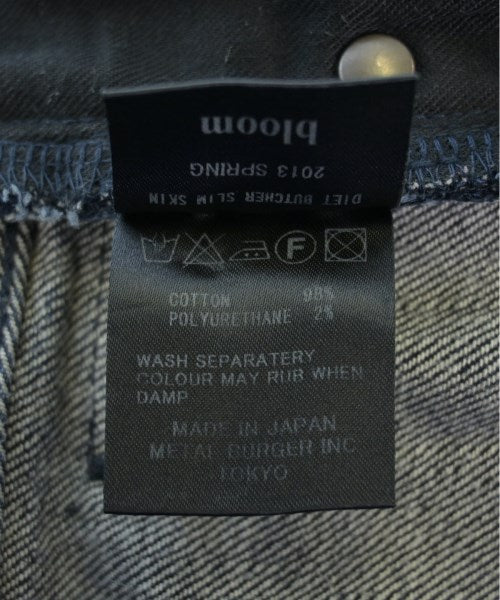 bloom
2013 SPRING
DIET BUTCHER SLIM SKIN
F
COTTON 98%
POLYURETHANE 2%
WASH SEPARATERY
COLOUR MAY RUB WHEN
DAMP
MADE IN JAPAN
METAL BURGER INC
TOKYO